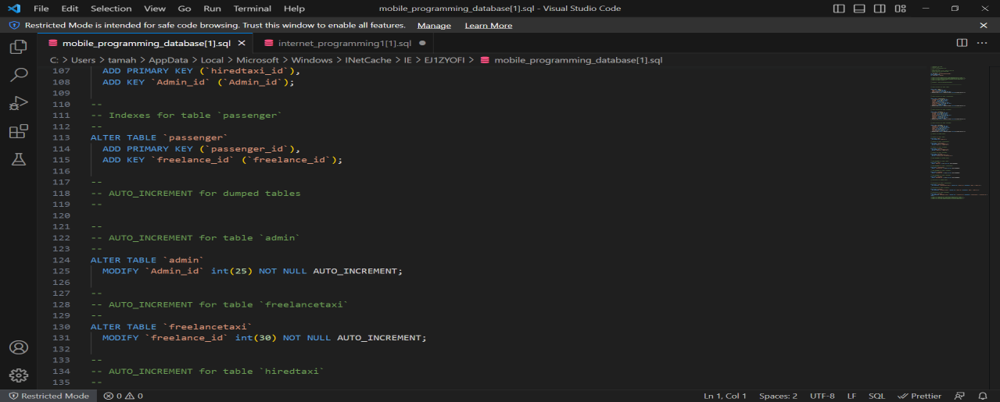 File Edit Selection View Go Run Terminal Help mobile_programming_database[1].sql - Visual Studio Code
Restricted Mode is intended for safe code browsing. Trust this window to enable all features. Manage Learn More
mobile_programming_database[1].sql internet_programming1[1].sql
C: > Users > tamah > AppData > Local > Microsoft > Windows > INetCache > IE > EJ1ZYOFI > mobile_programming_database[1].sql
107 ADD PRIMARY KEY (`hiredtaxi_id`),
108 ADD KEY `Admin_id` (`Admin_id`);
109
110 --
111 -- Indexes for table `passenger`
112 --
113 ALTER TABLE `passenger`
114 ADD PRIMARY KEY (`passenger_id`),
115 ADD KEY `freelance_id` (`freelance_id`);
116
117 --
118 -- AUTO_INCREMENT for dumped tables
119 --
120
121 --
122 -- AUTO_INCREMENT for table `admin`
123 --
124 ALTER TABLE `admin`
125 MODIFY `Admin_id` int(25) NOT NULL AUTO_INCREMENT;
126
127 --
128 -- AUTO_INCREMENT for table `freelancetaxi`
129 --
130 ALTER TABLE `freelancetaxi`
131 MODIFY `freelance_id` int(30) NOT NULL AUTO_INCREMENT;
132
133 --
134 -- AUTO_INCREMENT for table `hiredtaxi`
135 --
Restricted Mode 0 0 Ln 1, Col 1 Spaces: 2 UTF-8 LF SQL Prettier